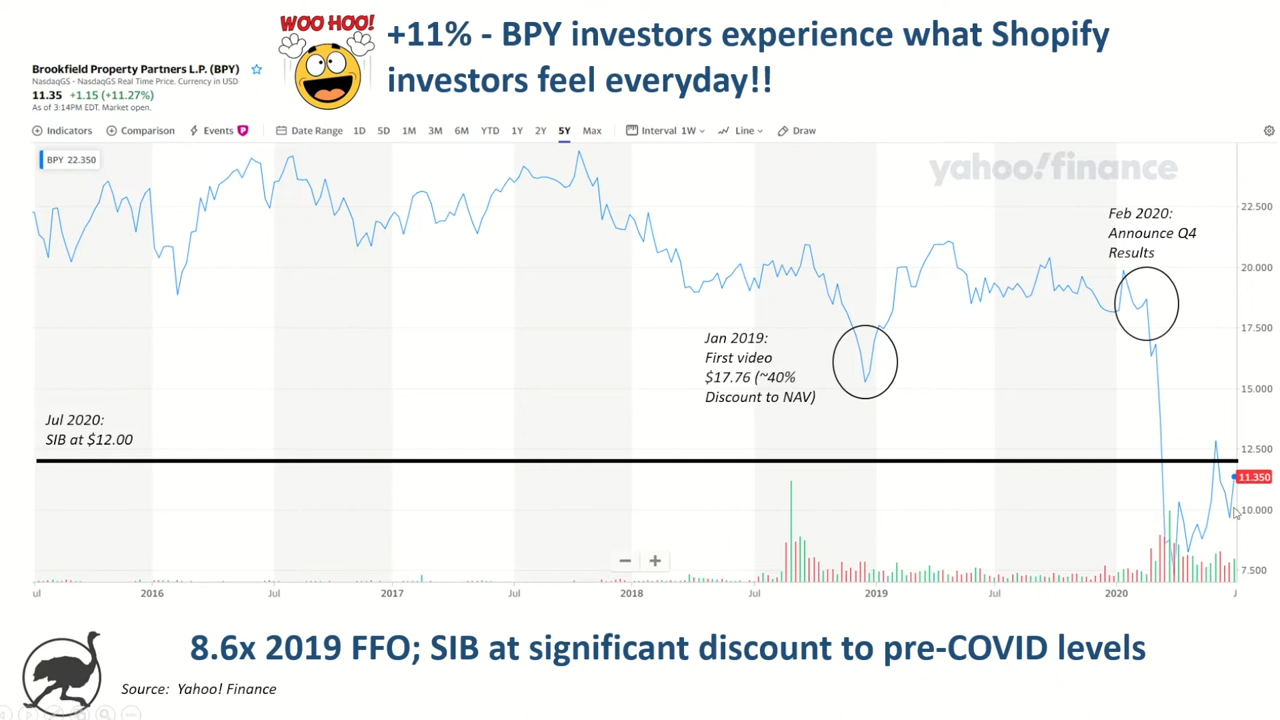 WOO HOO!
+11% - BPY investors experience what Shopify
investors feel everyday!!
Brookfield Property Partners L.P. (BPY)
NasdaqGS - NasdaqGS Real Time Price. Currency in USD
11.35 +1.15 (+11.27%)
As of 3:14PM EDT. Market open.
Indicators Comparison Events Date Range 1D 5D 1M 3M 6M YTD 1Y 2Y 5Y Max Interval 1W Line Draw
BPY 22.350
yahoo!finance
Feb 2020:
Announce Q4
Results
22.500
20.000
17.500
15.000
12.500
11.350
10.000
7.500
Jan 2019:
First video
$17.76 (~40%
Discount to NAV)
Jul 2020:
SIB at $12.00
ul 2016 Jul 2017 Jul 2018 Jul 2019 Jul 2020 J
8.6x 2019 FFO; SIB at significant discount to pre-COVID levels
Source: Yahoo! Finance